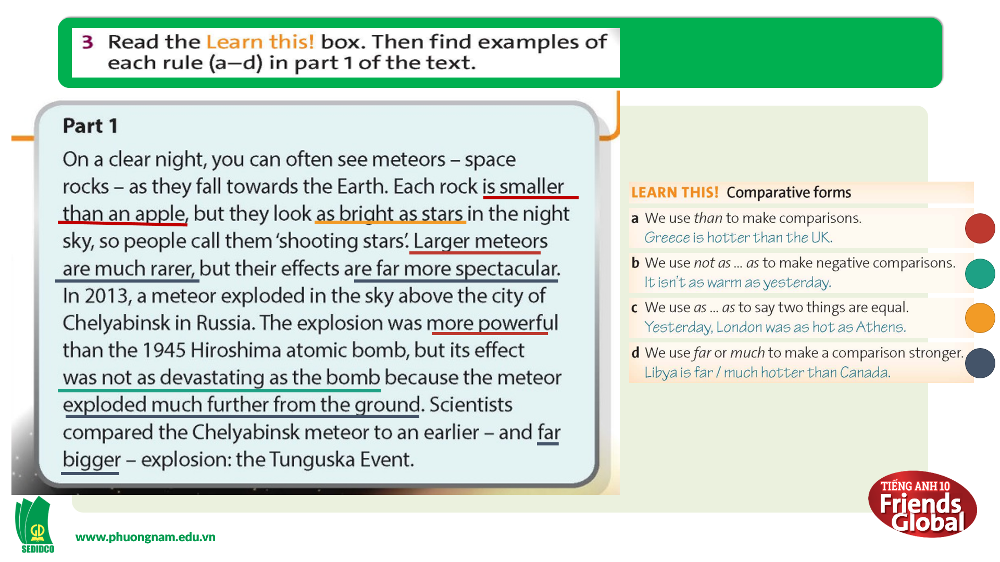 3 Read the Learn this! box. Then find examples of
each rule (a–d) in part 1 of the text.
Part 1
On a clear night, you can often see meteors – space
rocks – as they fall towards the Earth. Each rock is smaller
than an apple, but they look as bright as stars in the night
sky, so people call them ‘shooting stars’. Larger meteors
are much rarer, but their effects are far more spectacular.
In 2013, a meteor exploded in the sky above the city of
Chelyabinsk in Russia. The explosion was more powerful
than the 1945 Hiroshima atomic bomb, but its effect
was not as devastating as the bomb because the meteor
exploded much further from the ground. Scientists
compared the Chelyabinsk meteor to an earlier – and far
bigger – explosion: the Tunguska Event.
LEARN THIS! Comparative forms
a We use than to make comparisons.
Greece is hotter than the UK.
b We use not as ... as to make negative comparisons.
It isn't as warm as yesterday.
c We use as ... as to say two things are equal.
Yesterday, London was as hot as Athens.
d We use far or much to make a comparison stronger.
Libya is far / much hotter than Canada.
GD
SEDIDCO
www.phuongnam.edu.vn
TIẾNG ANH 10
Friends
Global